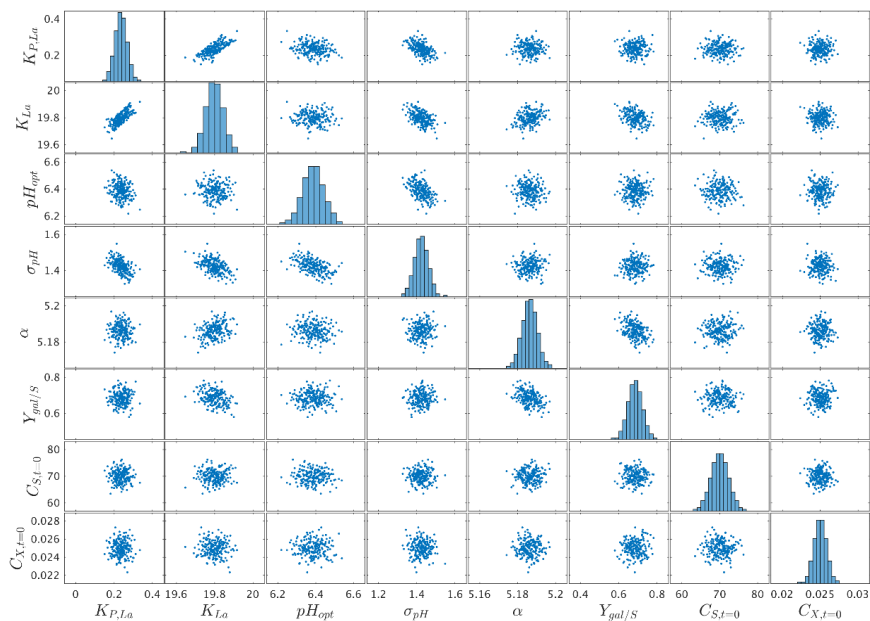 K_{P,La} 0.4 0.2
K_{La} 20 19.8 19.6
pH_{opt} 6.6 6.4 6.2
σ_{pH} 1.6 1.4
α 5.2 5.18
Y_{gal/S} 0.8 0.6
C_{S,t=0} 80 70 60
C_{X,t=0} 0.028 0.026 0.024 0.022
0 0.2 0.4 19.6 19.8 20 6.2 6.4 6.6 1.2 1.4 1.6 5.16 5.18 5.2 0.4 0.6 0.8 60 70 80 0.02 0.025 0.03
K_{P,La} K_{La} pH_{opt} σ_{pH} α Y_{gal/S} C_{S,t=0} C_{X,t=0}